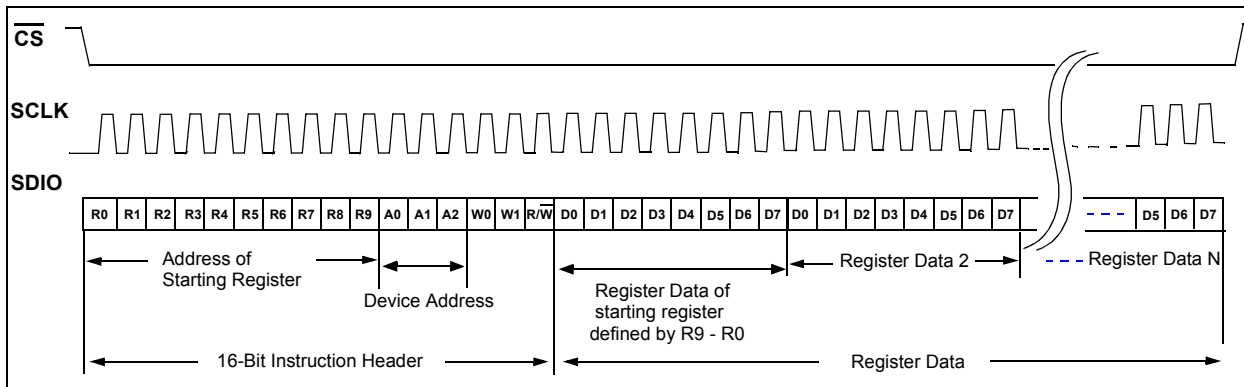 CS
SCLK
SDIO
R0 R1 R2 R3 R4 R5 R6 R7 R8 R9 A0 A1 A2 W0 W1 R/W D0 D1 D2 D3 D4 D5 D6 D7 D0 D1 D2 D3 D4 D5 D6 D7 D5 D6 D7
Address of
Starting Register
Device Address
Register Data of
starting register
defined by R9 - R0
Register Data 2
Register Data N
16-Bit Instruction Header
Register Data